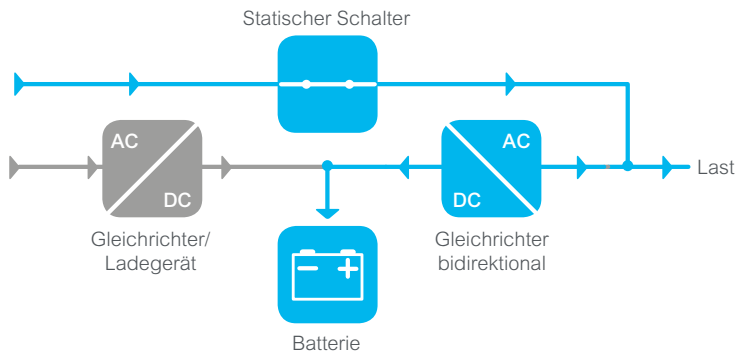 Statischer Schalter
AC
DC
AC
DC
Last
Gleichrichter/
Ladegerät
Gleichrichter
bidirektional
Batterie